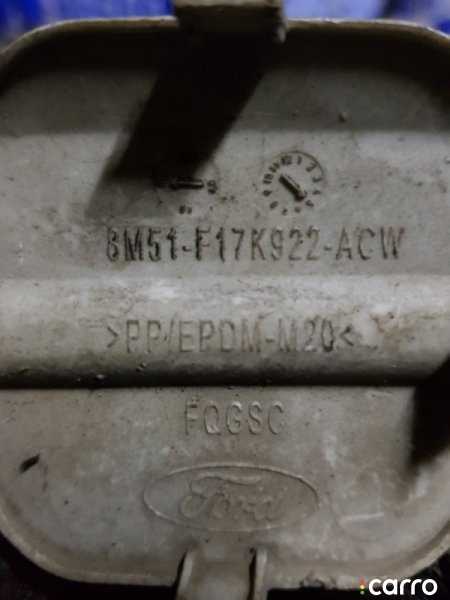 8M51-F17K922-ACW
>PP/EPDM-M20<
FQGSC
Ford
carro